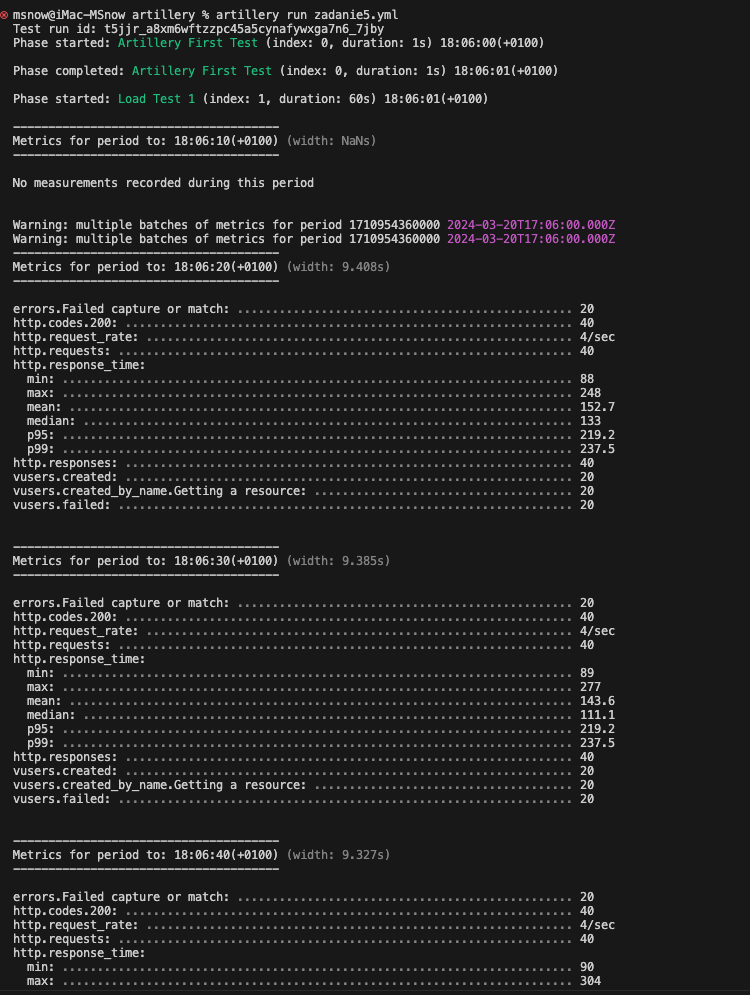 msnow@iMac-MSnow artillery % artillery run zadanie5.yml
Test run id: t5jjr_a8xm6wftzzpc45a5cynafywxga7n6_7jby
Phase started: Artillery First Test (index: 0, duration: 1s) 18:06:00(+0100)
Phase completed: Artillery First Test (index: 0, duration: 1s) 18:06:01(+0100)
Phase started: Load Test 1 (index: 1, duration: 60s) 18:06:01(+0100)
--------------------------------------
Metrics for period to: 18:06:10(+0100) (width: NaNs)
--------------------------------------
No measurements recorded during this period
Warning: multiple batches of metrics for period 1710954360000 2024-03-20T17:06:00.000Z
Warning: multiple batches of metrics for period 1710954360000 2024-03-20T17:06:00.000Z
--------------------------------------
Metrics for period to: 18:06:20(+0100) (width: 9.408s)
--------------------------------------
errors.Failed capture or match: ................................................ 20
http.codes.200: ................................................................ 40
http.request_rate: ............................................................. 4/sec
http.requests: ................................................................. 40
http.response_time:
min: ......................................................................... 88
max: ......................................................................... 248
mean: ........................................................................ 152.7
median: ...................................................................... 133
p95: ......................................................................... 219.2
p99: ......................................................................... 237.5
http.responses: ................................................................ 40
vusers.created: ................................................................ 20
vusers.created_by_name.Getting a resource: ..................................... 20
vusers.failed: ................................................................. 20
--------------------------------------
Metrics for period to: 18:06:30(+0100) (width: 9.385s)
--------------------------------------
errors.Failed capture or match: ................................................ 20
http.codes.200: ................................................................ 40
http.request_rate: ............................................................. 4/sec
http.requests: ................................................................. 40
http.response_time:
min: ......................................................................... 89
max: ......................................................................... 277
mean: ........................................................................ 143.6
median: ...................................................................... 111.1
p95: ......................................................................... 219.2
p99: ......................................................................... 237.5
http.responses: ................................................................ 40
vusers.created: ................................................................ 20
vusers.created_by_name.Getting a resource: ..................................... 20
vusers.failed: ................................................................. 20
--------------------------------------
Metrics for period to: 18:06:40(+0100) (width: 9.327s)
--------------------------------------
errors.Failed capture or match: ................................................ 20
http.codes.200: ................................................................ 40
http.request_rate: ............................................................. 4/sec
http.requests: ................................................................. 40
http.response_time:
min: ......................................................................... 90
max: ......................................................................... 304